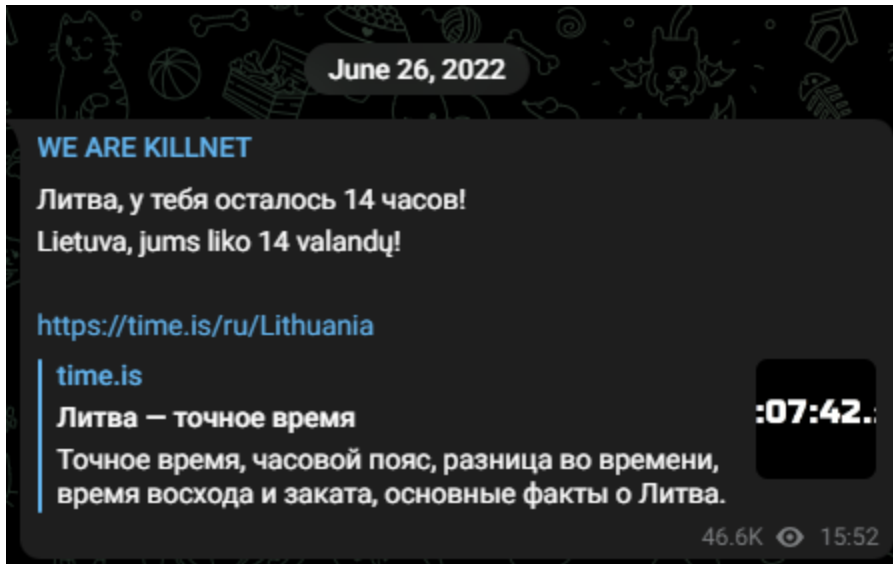 June 26, 2022
WE ARE KILLNET
Литва, у тебя осталось 14 часов!
Lietuva, jums liko 14 valandų!
https://time.is/ru/Lithuania
time.is
Литва — точное время
:07:42.
Точное время, часовой пояс, разница во времени,
время восхода и заката, основные факты о Литва.
46.6K 15:52